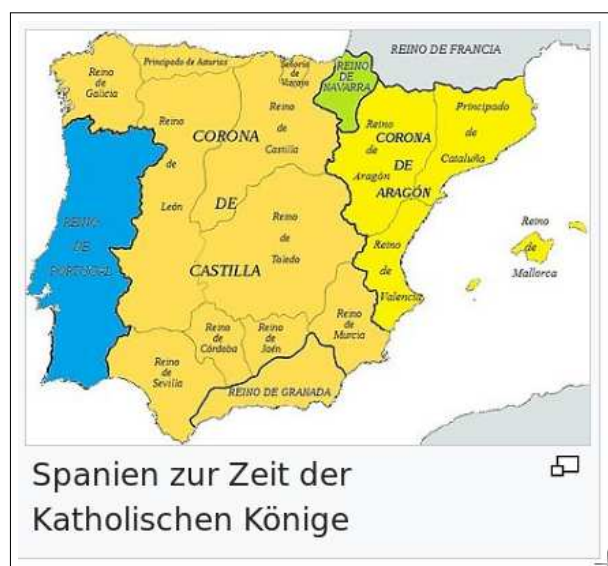 REINO DE FRANCIA
Principado de Asturias
Señorio
de
Vizcaya
REINO
DE
NAVARRA
Reino
de
Galicia
Reino
de
León
CORONA
DE
CASTILLA
Reino
de
Castilla
Reino
de
Aragón
CORONA
DE
ARAGÓN
Principado
de
Cataluña
REINO
DE
PORTUGAL
Reino
de
Toledo
Reino
de
Valencia
Reino
de
Mallorca
Reino
de
Sevilla
Reino
de
Córdoba
Reino
de
Jaén
Reino
de
Murcia
REINO DE GRANADA
Spanien zur Zeit der
Katholischen Könige